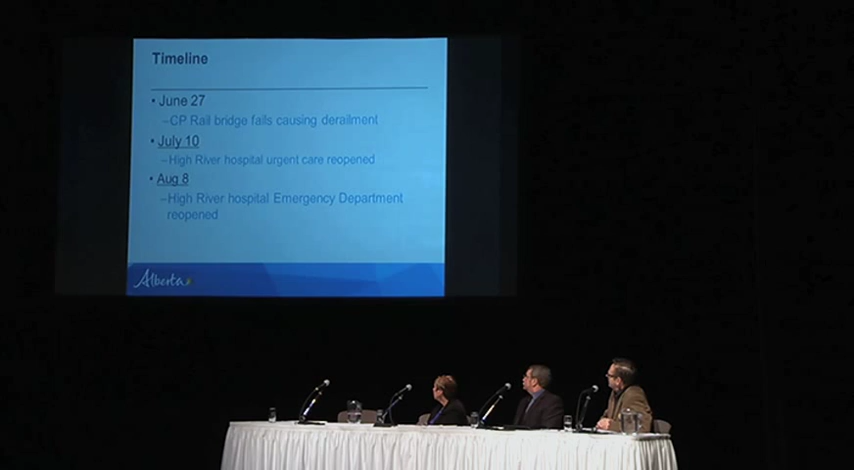 Timeline
• June 27
–CP Rail bridge fails causing derailment
• July 10
–High River hospital urgent care reopened
• Aug 8
–High River hospital Emergency Department
reopened
Alberta